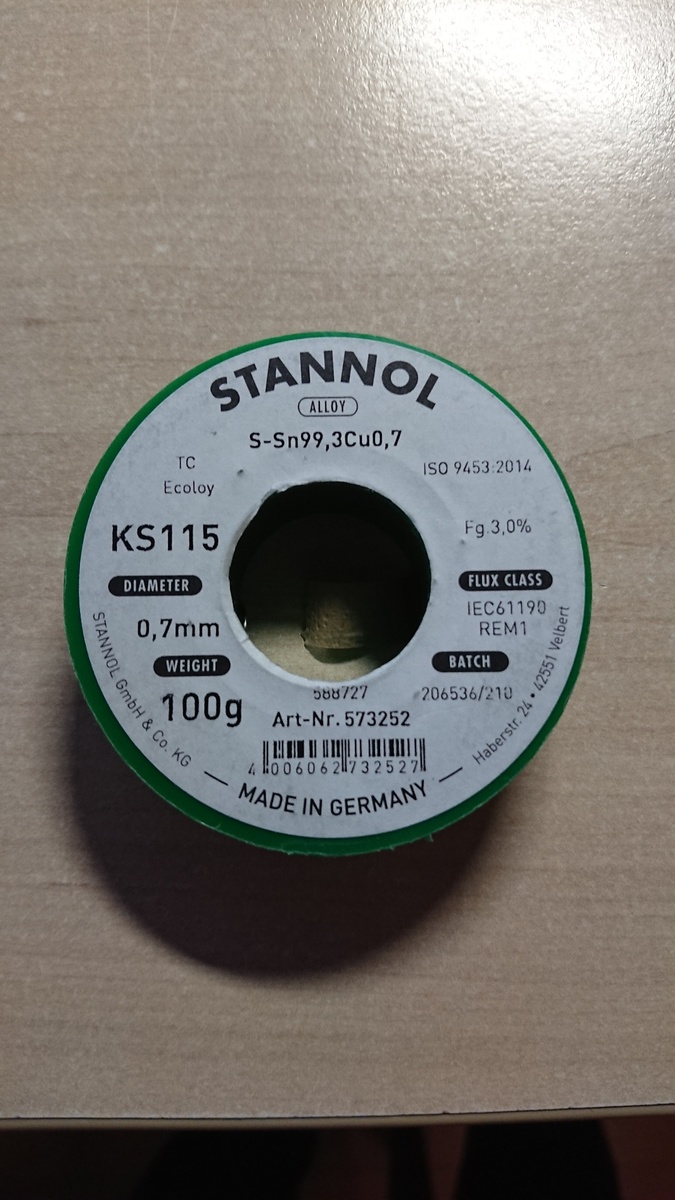 STANNOL
ALLOY
S-Sn99,3Cu0,7
TC
Ecoloy
ISO 9453:2014
KS115
Fg 3,0%
DIAMETER
0,7mm
FLUX CLASS
IEC61190
REM1
WEIGHT
100g
BATCH
206536/210
588727
Art-Nr. 573252
4 006062 732527
STANNOL GmbH & Co. KG
Haberstr. 24 • 42551 Velbert
— MADE IN GERMANY —